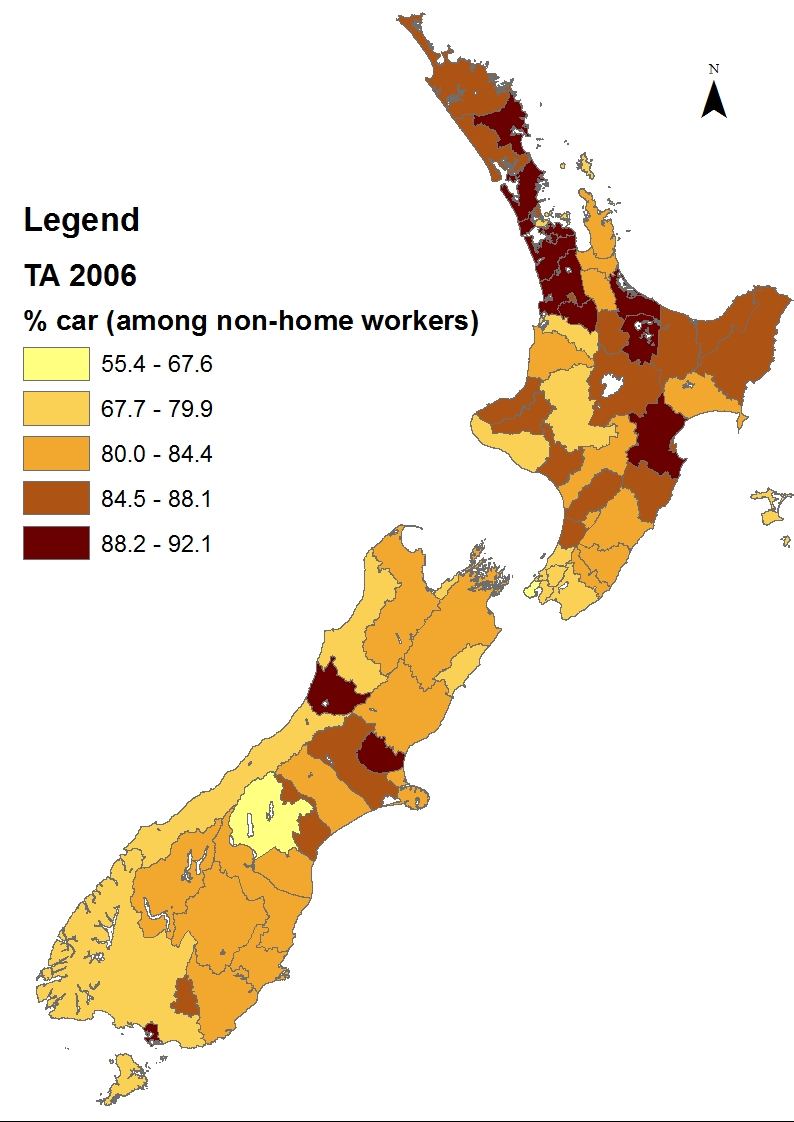 N
Legend
TA 2006
% car (among non-home workers)
55.4 - 67.6
67.7 - 79.9
80.0 - 84.4
84.5 - 88.1
88.2 - 92.1